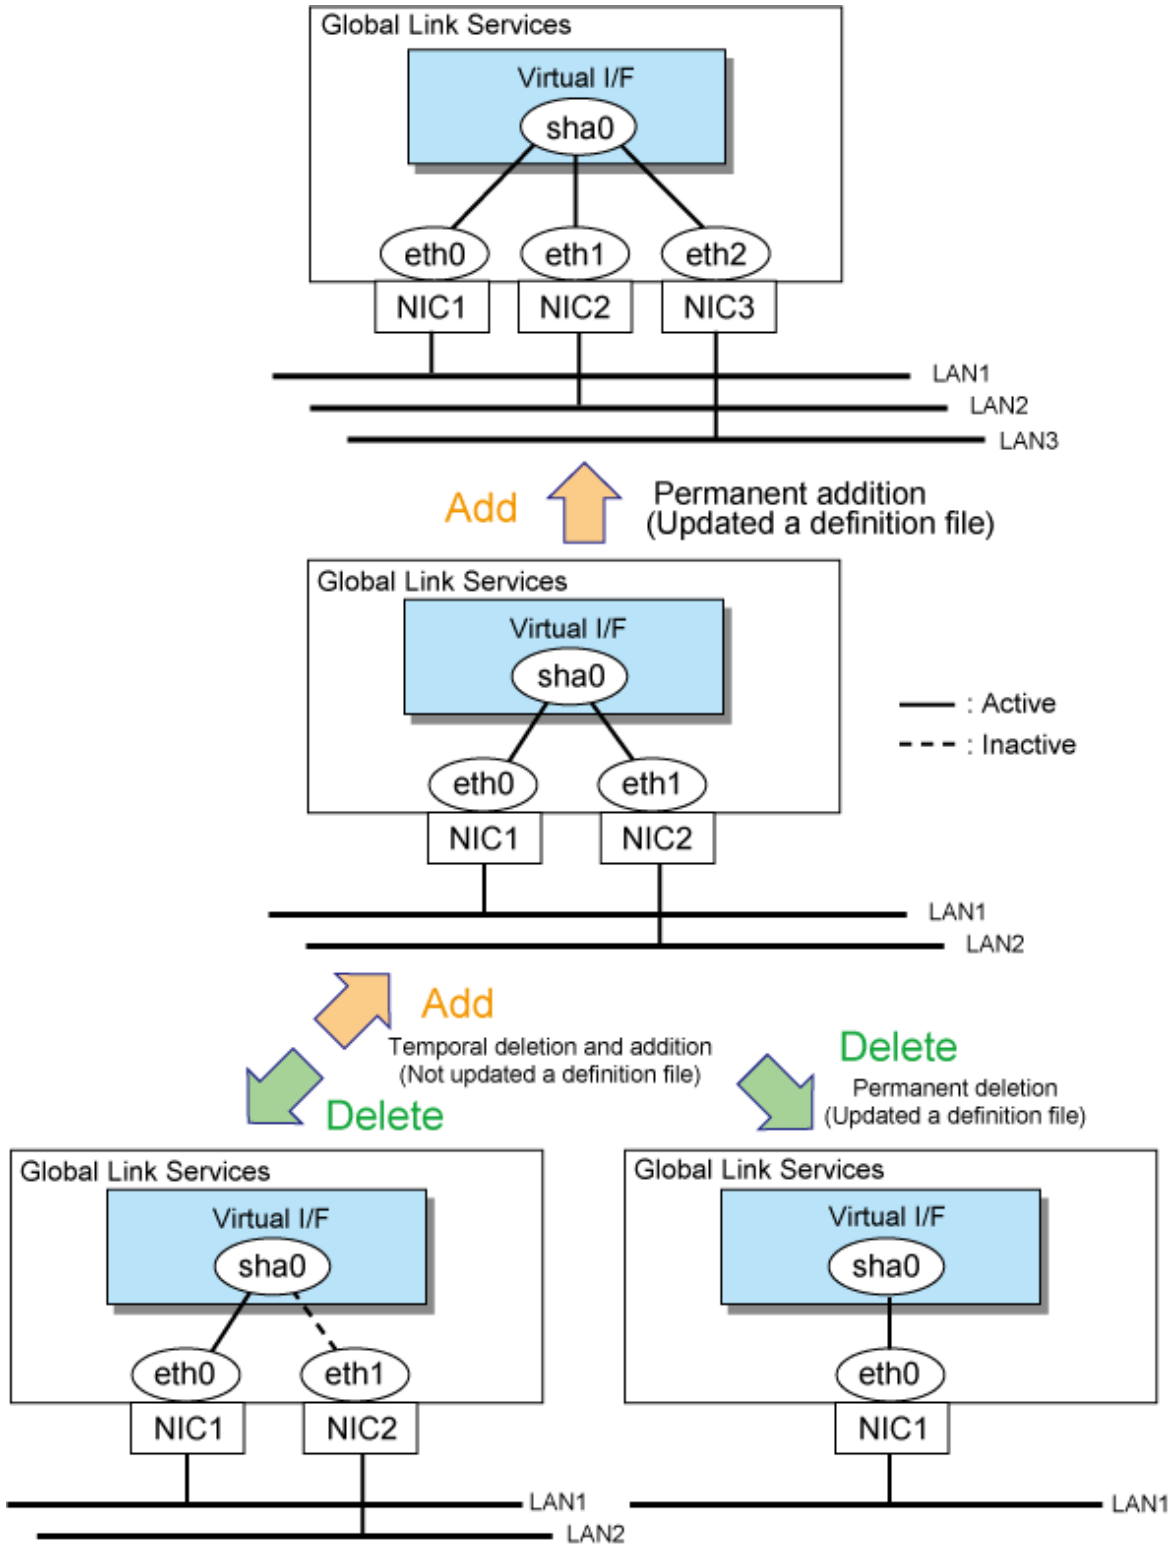 Global Link Services
Virtual I/F
sha0
eth0 eth1 eth2
NIC1 NIC2 NIC3
LAN1
LAN2
LAN3
Add
Permanent addition
(Updated a definition file)
Global Link Services
Virtual I/F
sha0
: Active
: Inactive
eth0 eth1
NIC1 NIC2
LAN1
LAN2
Add
Temporal deletion and addition
(Not updated a definition file)
Delete
Delete
Permanent deletion
(Updated a definition file)
Global Link Services
Virtual I/F
sha0
eth0 eth1
NIC1 NIC2
LAN1
LAN2
Global Link Services
Virtual I/F
sha0
eth0
NIC1
LAN1